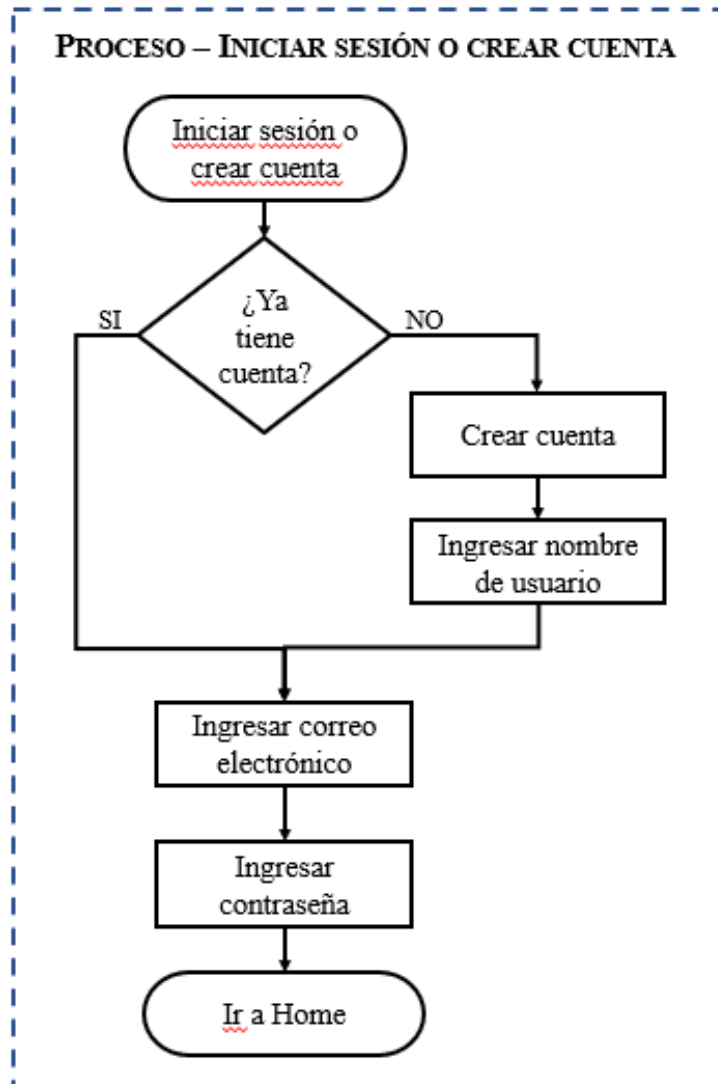 PROCESO – INICIAR SESIÓN O CREAR CUENTA
Iniciar sesión o
crear cuenta
¿Ya
tiene
cuenta?
SI
NO
Crear cuenta
Ingresar nombre
de usuario
Ingresar correo
electrónico
Ingresar
contraseña
Ir a Home